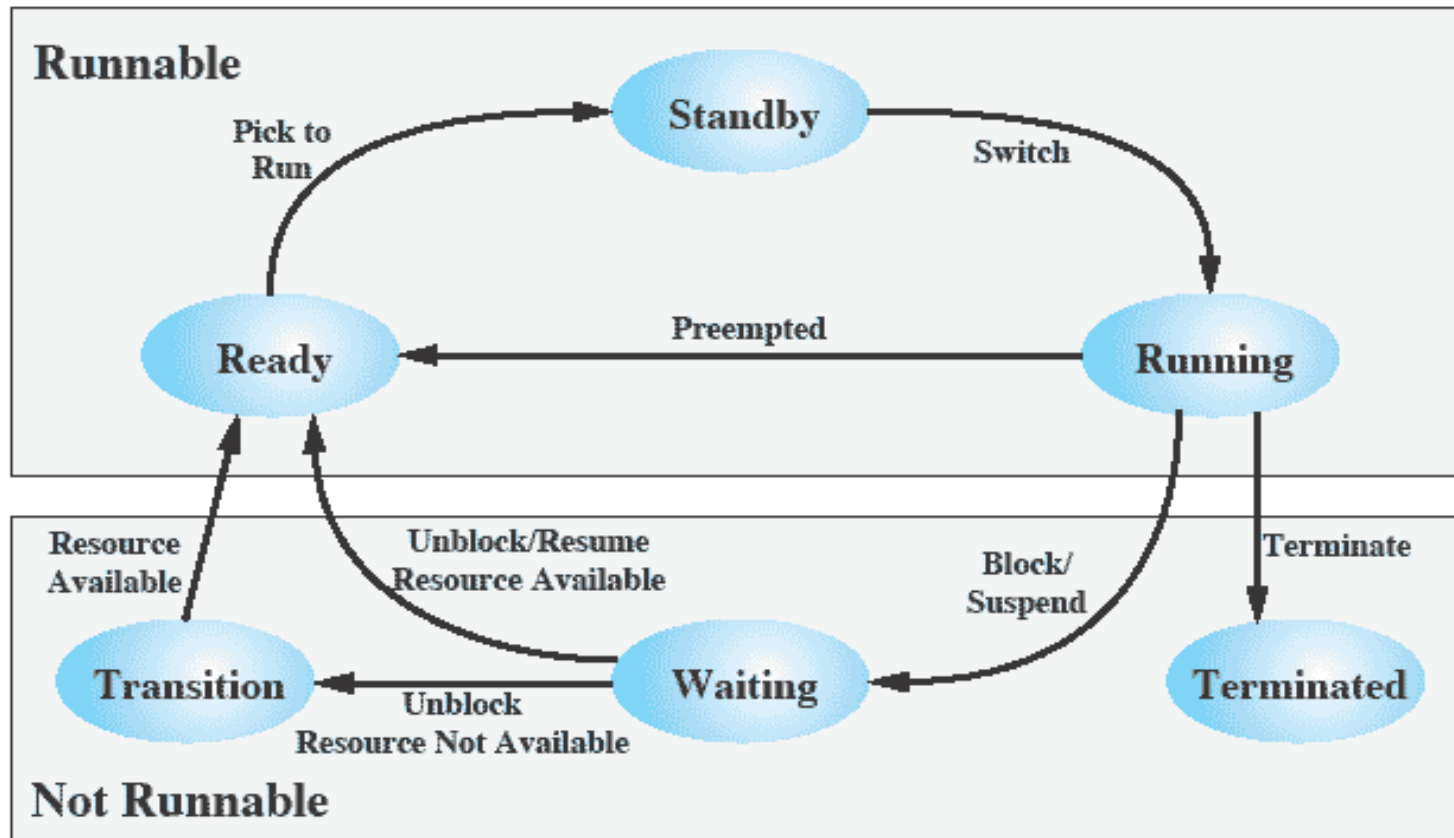 Runnable
Standby
Pick to
Run
Switch
Preempted
Ready
Running
Resource
Available
Unblock/Resume
Resource Available
Block/
Suspend
Terminate
Transition
Waiting
Terminated
Unblock
Resource Not Available
Not Runnable